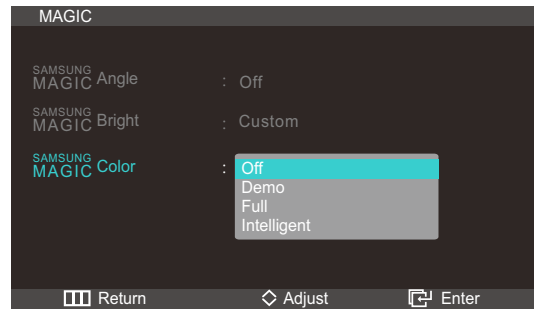 MAGIC
SAMSUNG
MAGIC Angle : Off
SAMSUNG
MAGIC Bright : Custom
SAMSUNG
MAGIC Color : Off
Demo
Full
Intelligent
Return Adjust Enter